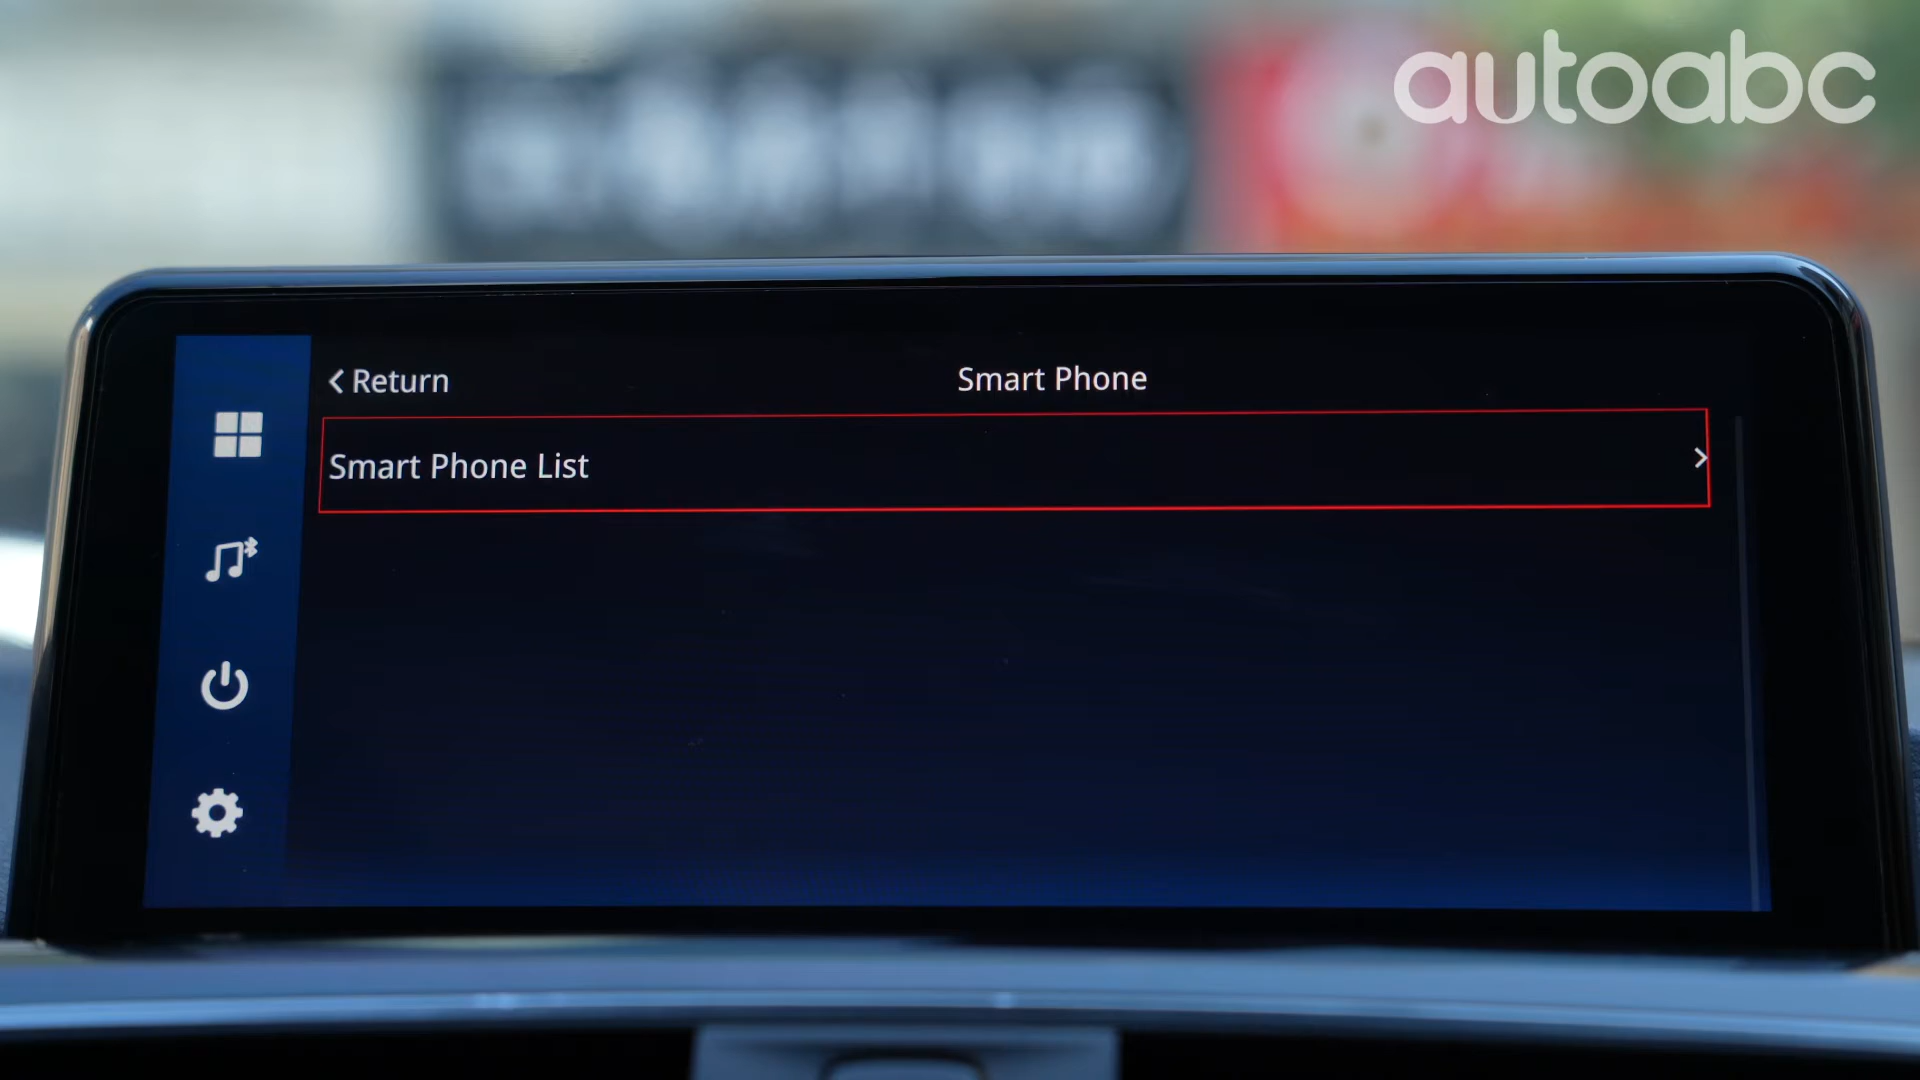 autoabc
Return
Smart Phone
Smart Phone List